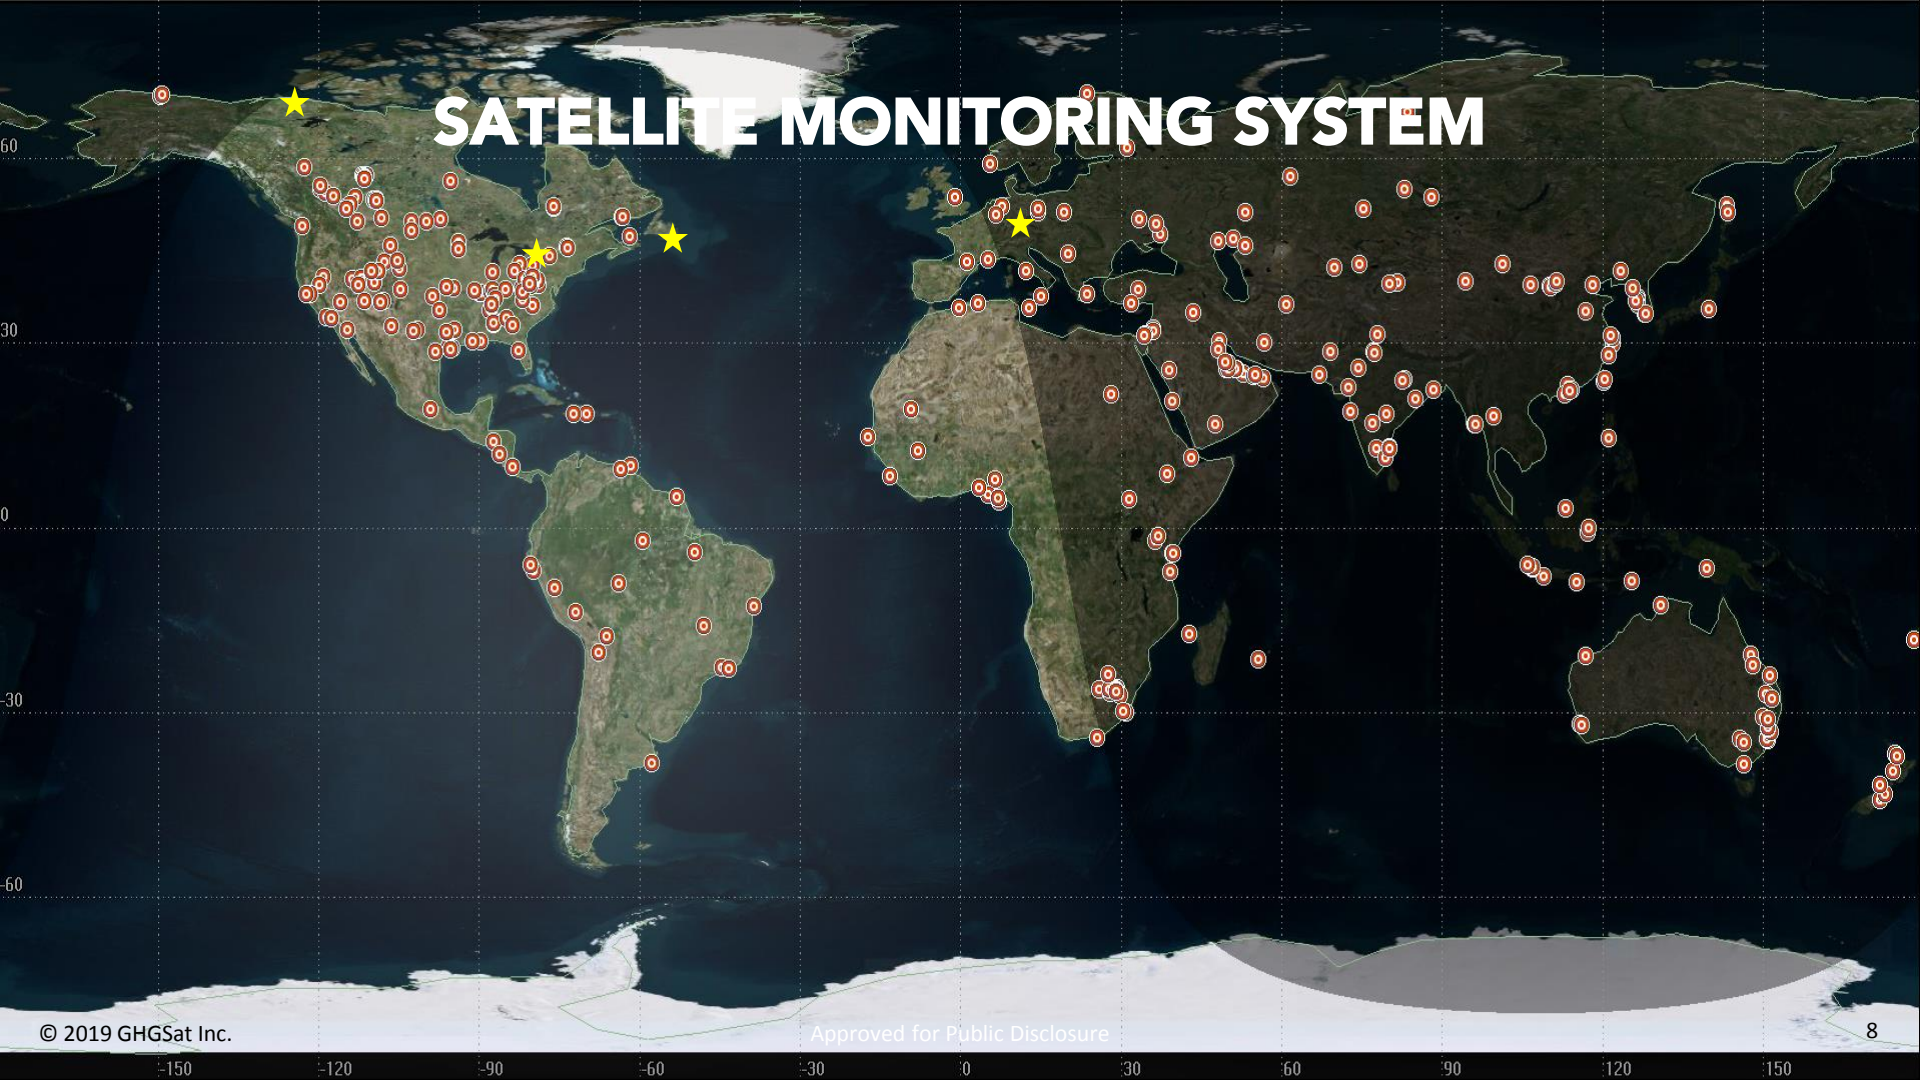 SATELLITE MONITORING SYSTEM
60
30
0
-30
-60
© 2019 GHGSat Inc.
Approved for Public Disclosure
8
-150 -120 -90 -60 -30 0 30 60 90 120 150